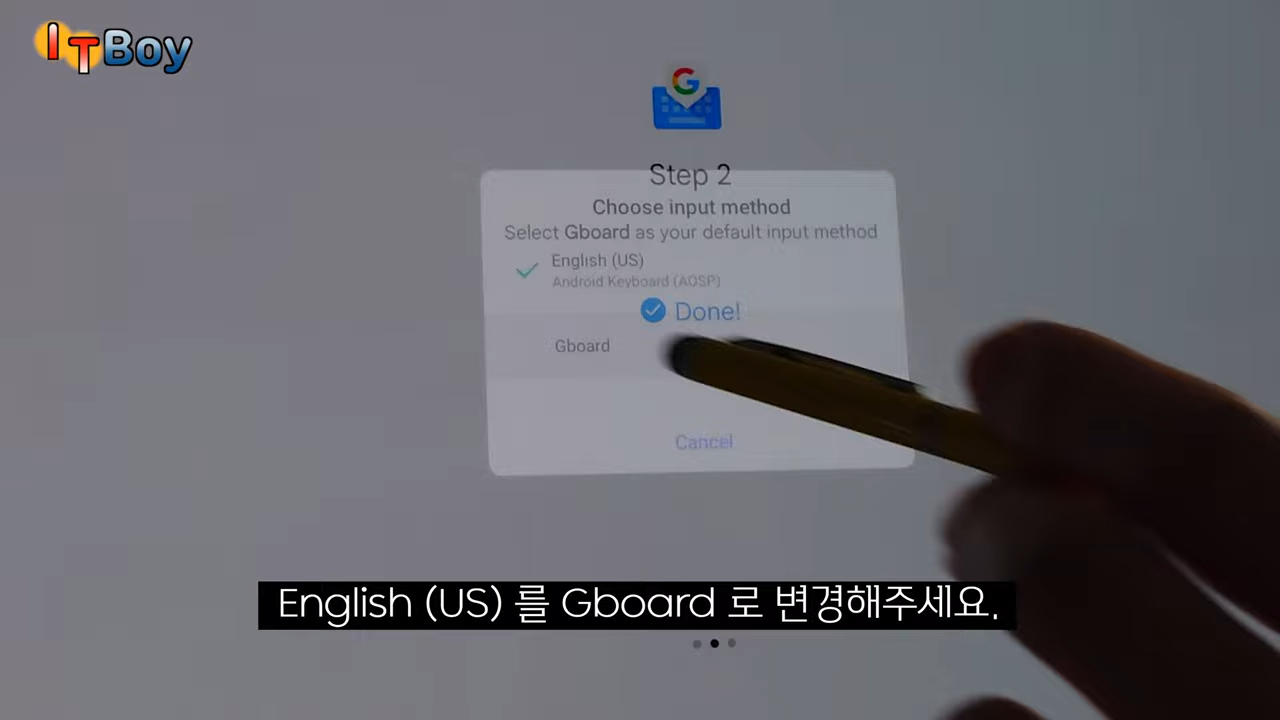 ITBoy
G
Step 2
Choose input method
Select Gboard as your default input method
English (US)
Android Keyboard (AOSP)
Done!
Gboard
Cancel
English (US) 를 Gboard 로 변경해주세요.